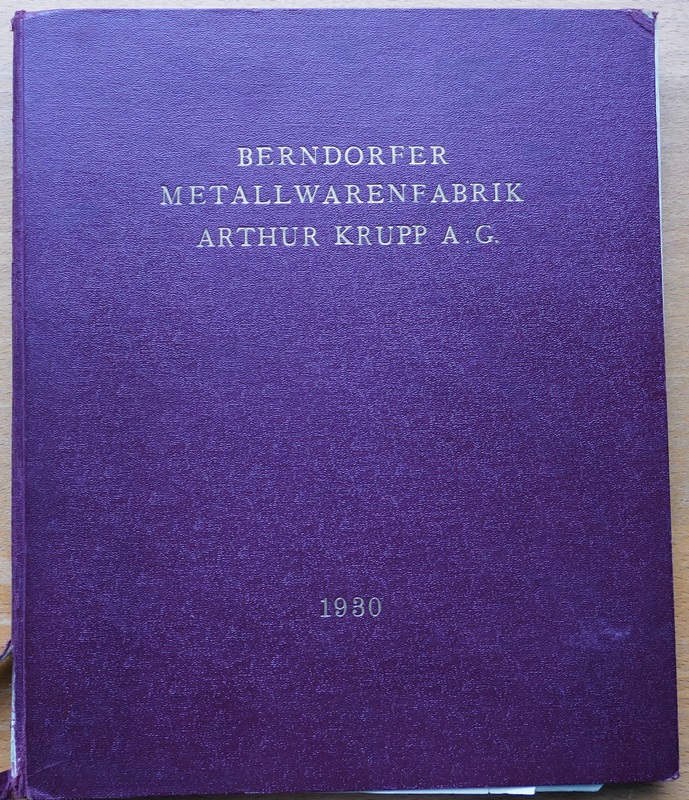 BERNDORFER
METALLWARENFABRIK
ARTHUR KRUPP A.G.
1930